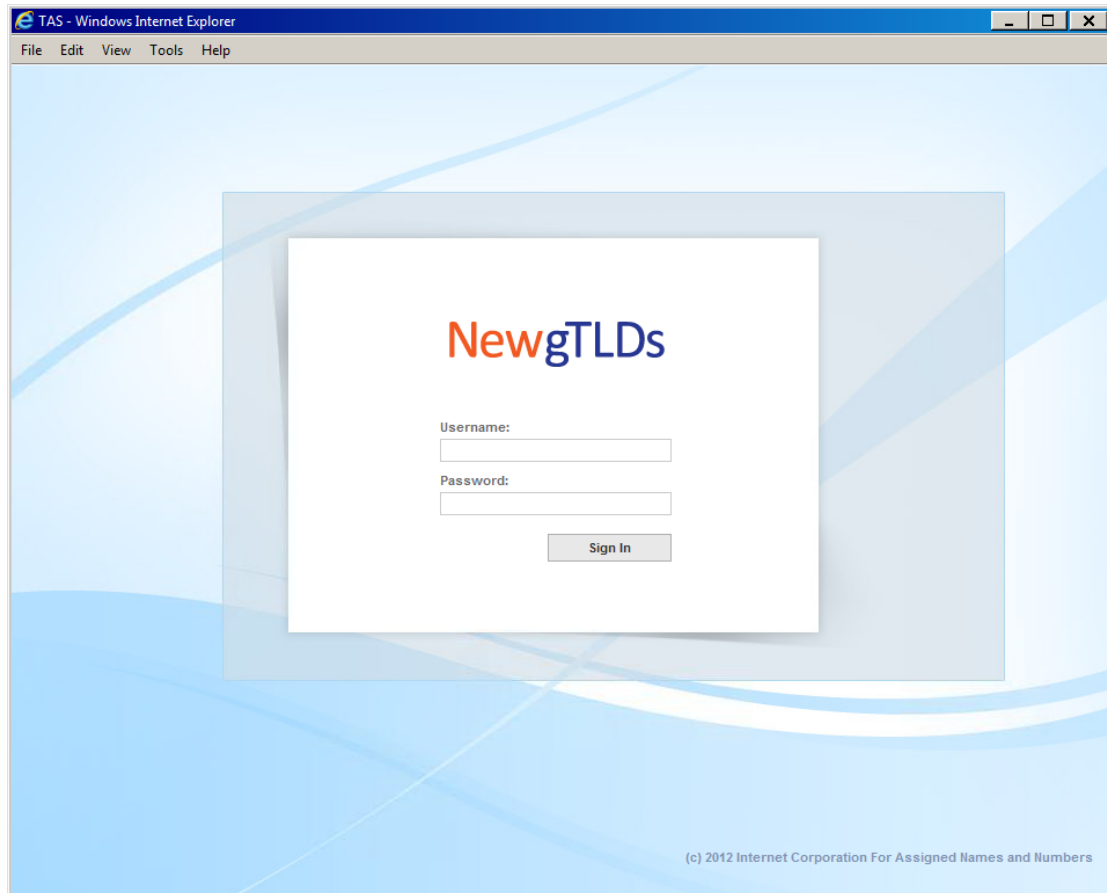 TAS - Windows Internet Explorer
File Edit View Tools Help
NewgTLDs
Username:
Password:
Sign In
(c) 2012 Internet Corporation For Assigned Names and Numbers